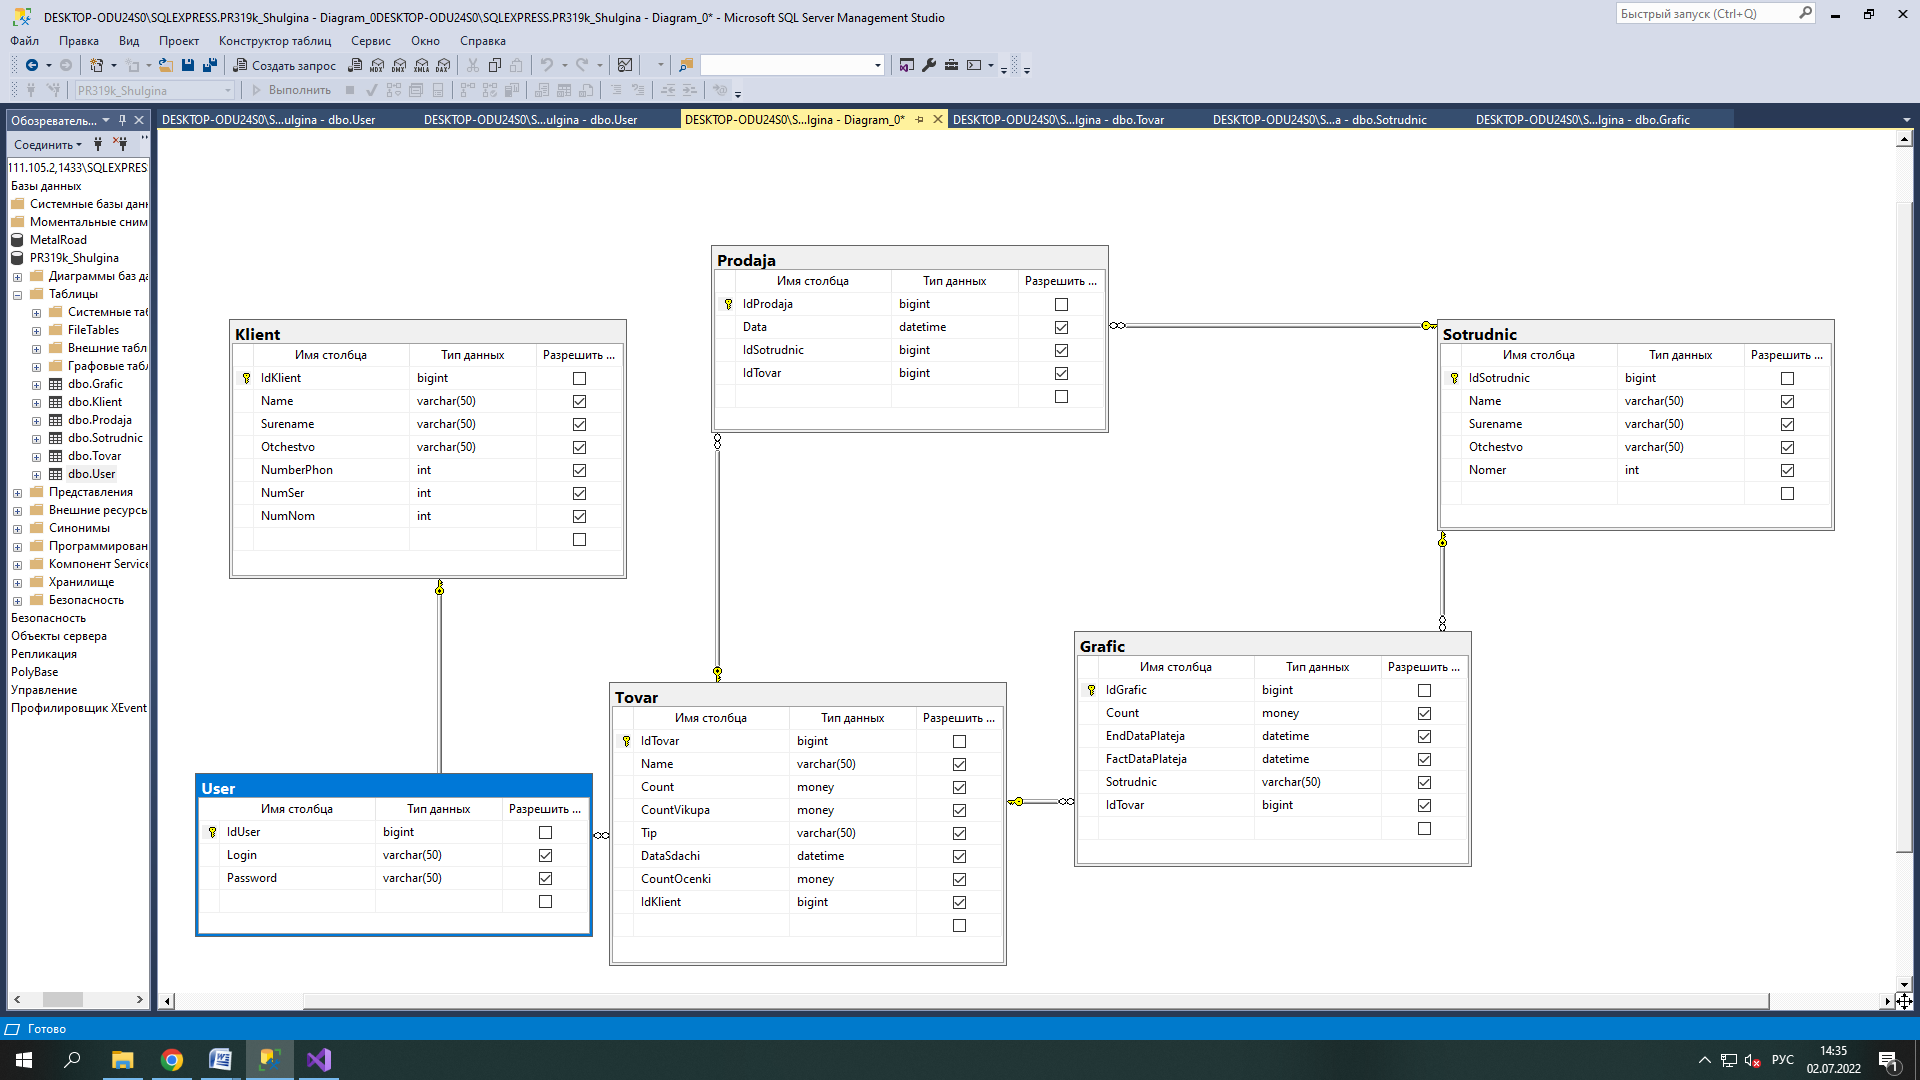 DESKTOP-ODU24S0\SQLEXPRESS.PR319k_Shulgina - Diagram_0DESKTOP-ODU24S0\SQLEXPRESS.PR319k_Shulgina - Diagram_0* - Microsoft SQL Server Management Studio
Быстрый запуск (Ctrl+Q)
Файл Правка Вид Проект Конструктор таблиц Сервис Окно Справка
Создать запрос MDX DMX XMLA DAX
PR319k_Shulgina Выполнить
Обозреватель...
DESKTOP-ODU24S0\S...ulgina - dbo.User
DESKTOP-ODU24S0\S...ulgina - dbo.User
DESKTOP-ODU24S0\S...lgina - Diagram_0*
DESKTOP-ODU24S0\S...lgina - dbo.Tovar
DESKTOP-ODU24S0\S...a - dbo.Sotrudnic
DESKTOP-ODU24S0\S...lgina - dbo.Grafic
Соединить
111.105.2,1433\SQLEXPRES
Базы данных
Системные базы дан
Моментальные сним
MetalRoad
PR319k_Shulgina
Диаграммы баз да
Таблицы
Системные таб
FileTables
Внешние табл
Графовые таб
dbo.Grafic
dbo.Klient
dbo.Prodaja
dbo.Sotrudnic
dbo.Tovar
dbo.User
Представления
Внешние ресурсы
Синонимы
Программирован
Компонент Service
Хранилище
Безопасность
Безопасность
Объекты сервера
Репликация
PolyBase
Управление
Профилировщик XEvent
Klient
Имя столбца Тип данных Разрешить ...
IdKlient bigint
Name varchar(50)
Surename varchar(50)
Otchestvo varchar(50)
NumberPhon int
NumSer int
NumNom int
Prodaja
Имя столбца Тип данных Разрешить ...
IdProdaja bigint
Data datetime
IdSotrudnic bigint
IdTovar bigint
Sotrudnic
Имя столбца Тип данных Разрешить ...
IdSotrudnic bigint
Name varchar(50)
Surename varchar(50)
Otchestvo varchar(50)
Nomer int
User
Имя столбца Тип данных Разрешить ...
IdUser bigint
Login varchar(50)
Password varchar(50)
Tovar
Имя столбца Тип данных Разрешить ...
IdTovar bigint
Name varchar(50)
Count money
CountVikupa money
Tip varchar(50)
DataSdachi datetime
CountOcenki money
IdKlient bigint
Grafic
Имя столбца Тип данных Разрешить ...
IdGrafic bigint
Count money
EndDataPlateja datetime
FactDataPlateja datetime
Sotrudnic varchar(50)
IdTovar bigint
Готово
РУС
14:35
02.07.2022
1